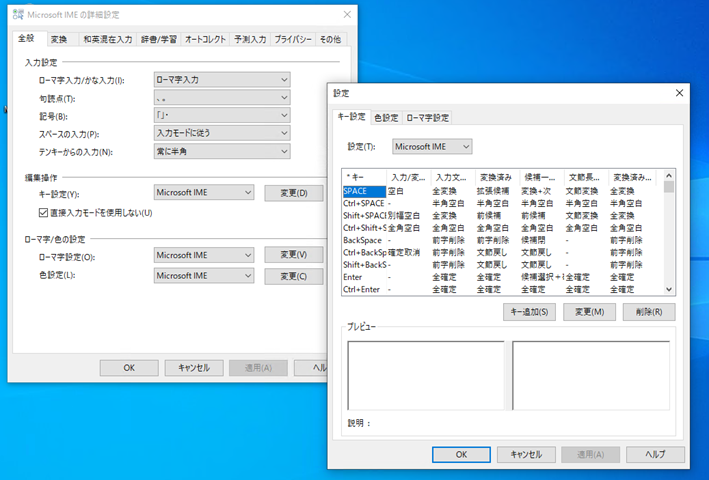 Microsoft IME の詳細設定
全般 変換 和英混在入力 辞書/学習 オートコレクト 予測入力 プライバシー その他
入力設定
ローマ字入力/かな入力(I): ローマ字入力
句読点(T): 、。
記号(B): 「」・
スペースの入力(P): 入力モードに従う
テンキーからの入力(N): 常に半角
編集操作
キー設定(Y): Microsoft IME 変更(D)
直接入力モードを使用しない(U)
ローマ字/色の設定
ローマ字設定(O): Microsoft IME 変更(V)
色設定(L): Microsoft IME 変更(C)
OK キャンセル 適用(A) ヘル
設定
キー設定 色設定 ローマ字設定
設定(T): Microsoft IME
* キー 入力/変... 入力文... 変換済み 候補一... 文節長... 変換済み...
SPACE 空白 全変換 拡張候補 変換+次 文節変換 全変換
Ctrl+SPACE - 半角空白 半角空白 半角空白 半角空白 半角空白
Shift+SPACI 別幅空白 全変換 前候補 前候補 文節変換 全変換
Ctrl+Shift+S 全角空白 全角空白 全角空白 全角空白 全角空白 全角空白
BackSpace - 前字削除 前字削除 候補閉 - 前字削除
Ctrl+BackSp 確定取消 前字削除 文節戻し 文節戻し - 前字削除
Shift+BackS - 前字削除 文節戻し 文節戻し - 前字削除
Enter - 全確定 全確定 候補選択+ 全確定 全確定
Ctrl+Enter - 全確定 全確定 全確定 全確定 全確定
キー追加(S) 変更(M) 削除(R)
プレビュー
説明 :
OK キャンセル 適用(A) ヘルプ